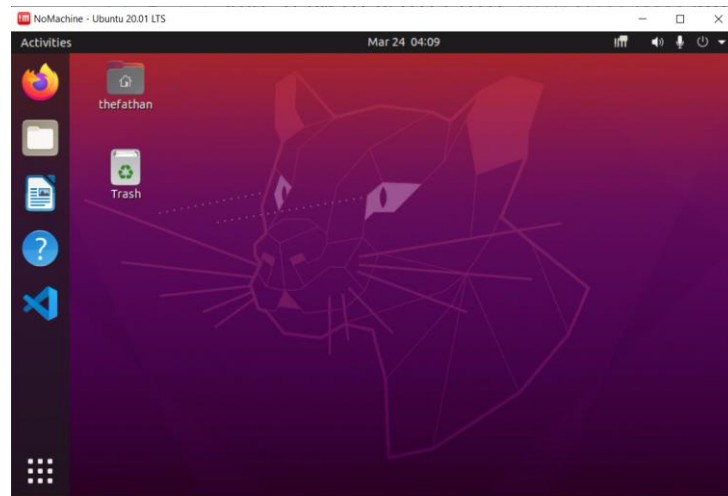 NoMachine - Ubuntu 20.01 LTS
Activities
Mar 24 04:09
thefathan
Trash